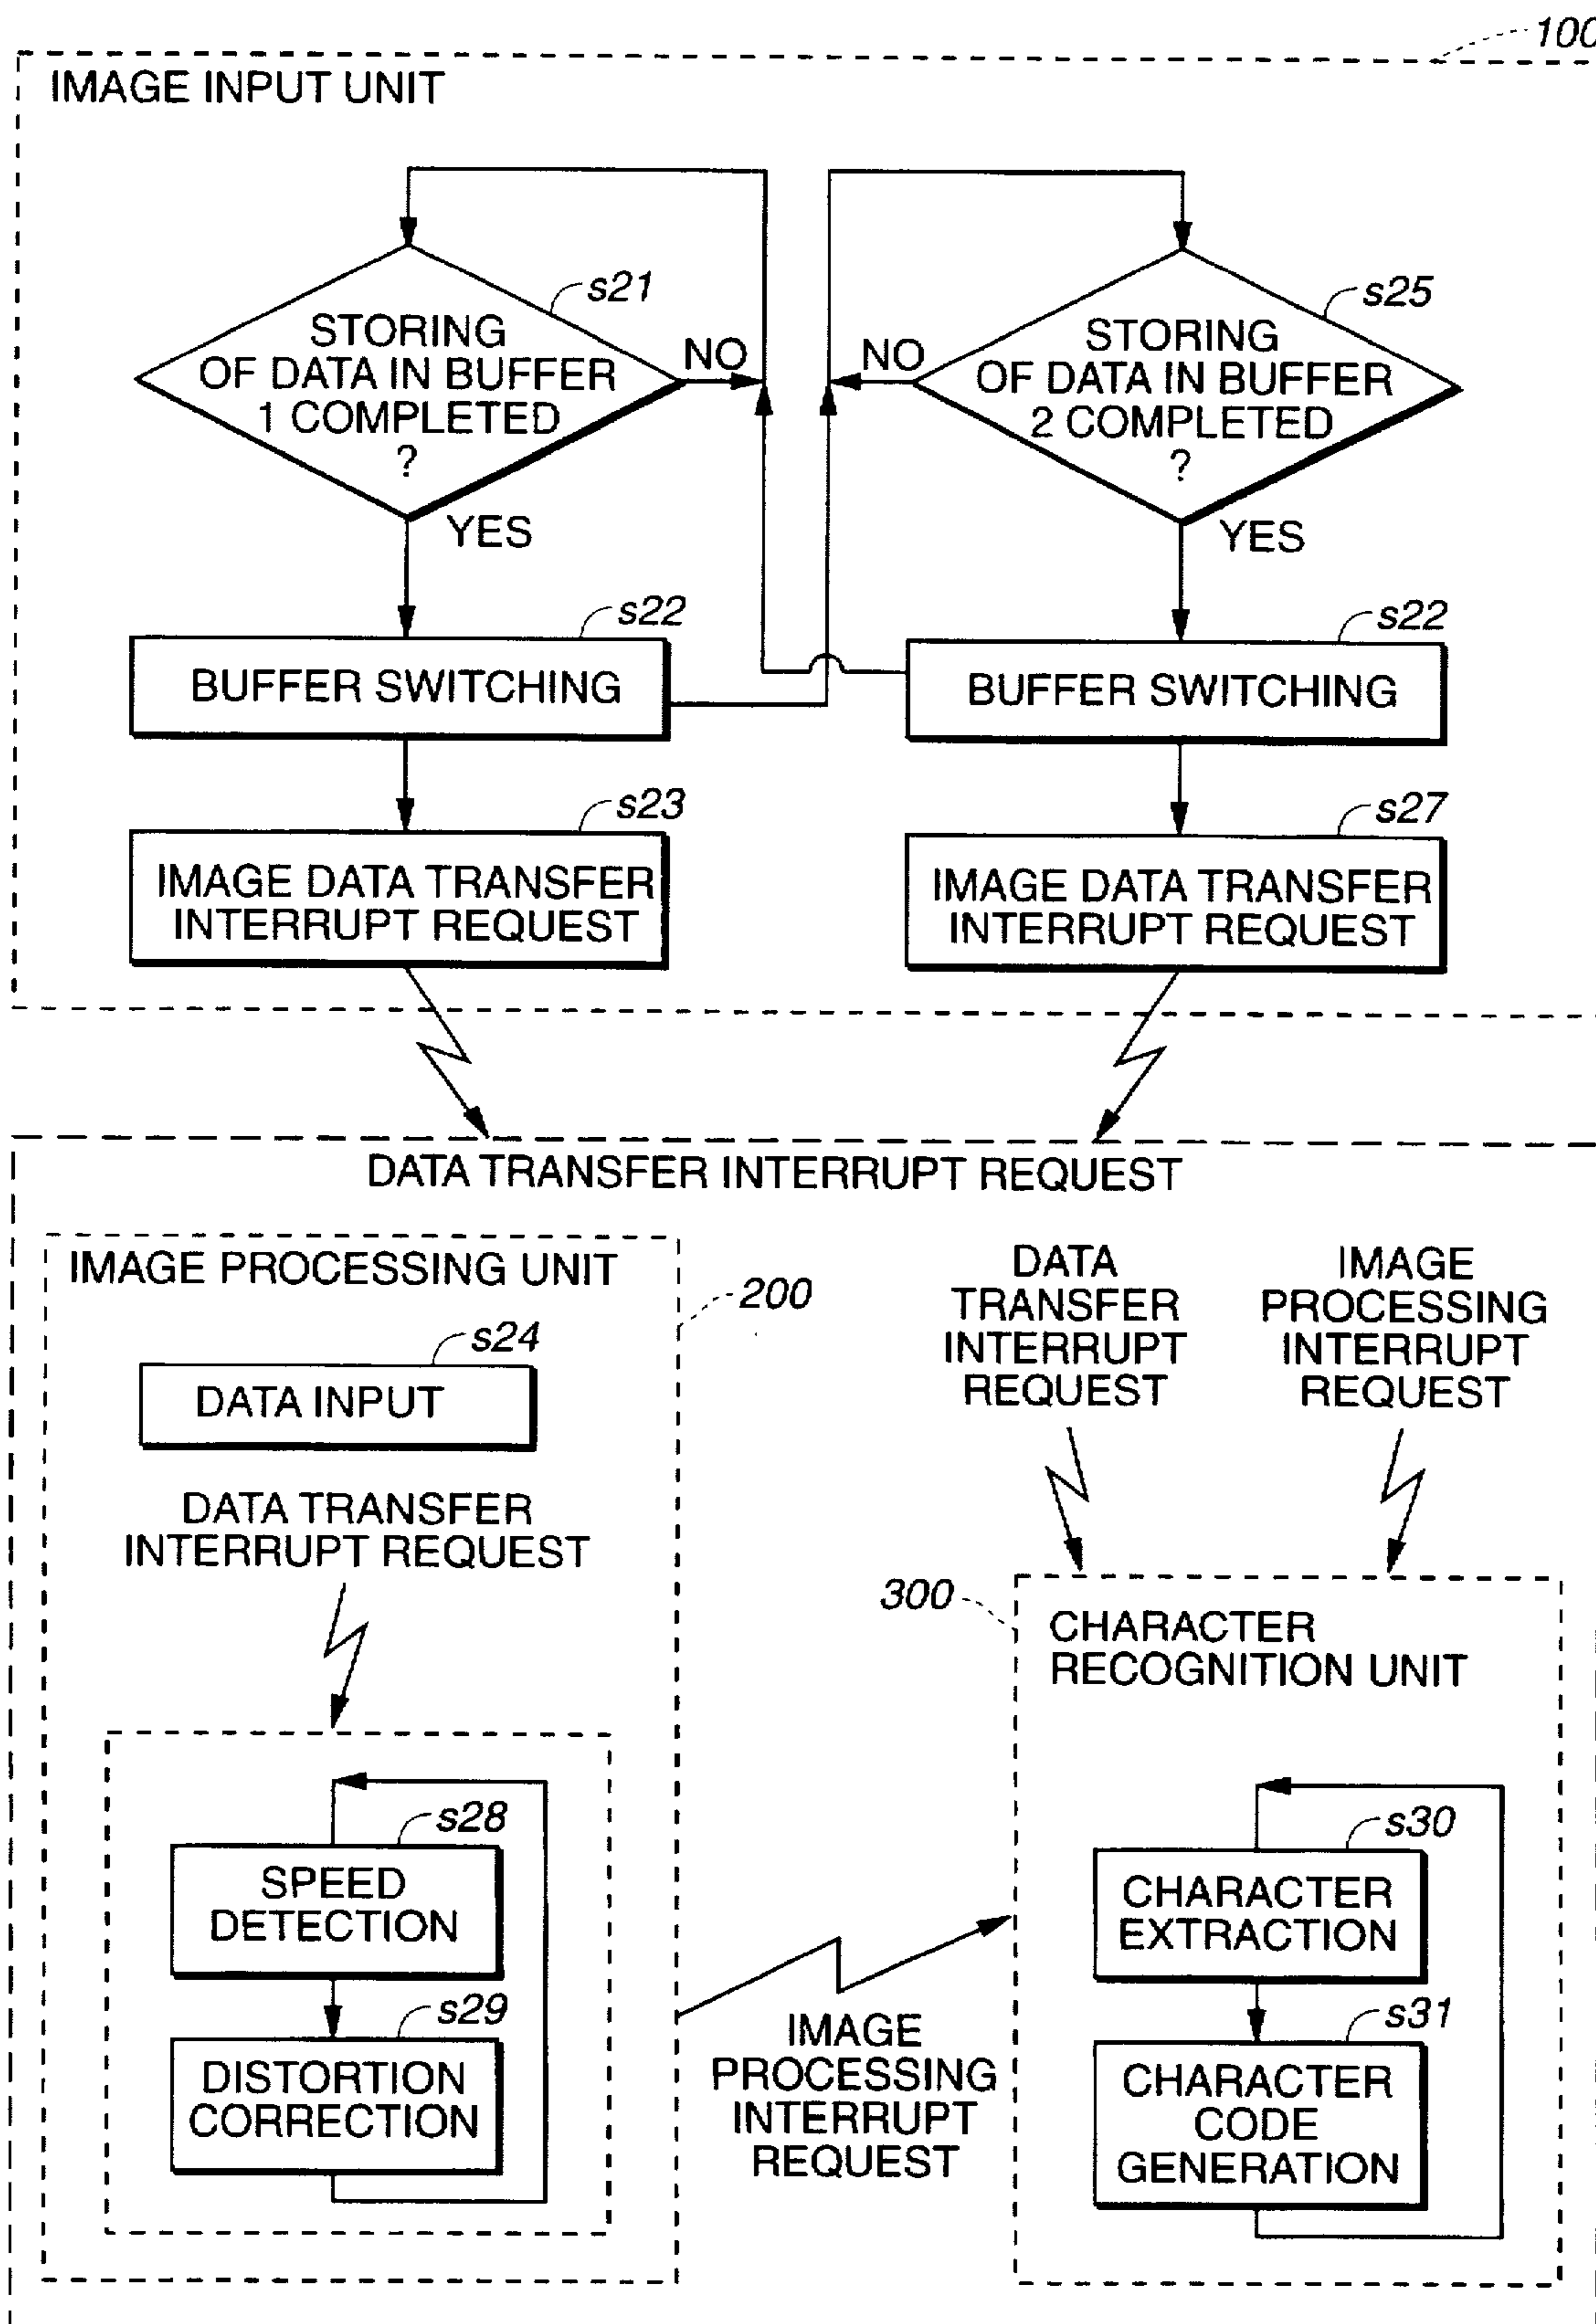 100
IMAGE INPUT UNIT
s21
STORING
OF DATA IN BUFFER
1 COMPLETED
?
NO
YES
s25
STORING
OF DATA IN BUFFER
2 COMPLETED
?
NO
YES
s22
BUFFER SWITCHING
s22
BUFFER SWITCHING
s23
IMAGE DATA TRANSFER
INTERRUPT REQUEST
s27
IMAGE DATA TRANSFER
INTERRUPT REQUEST
DATA TRANSFER INTERRUPT REQUEST
IMAGE PROCESSING UNIT
200
s24
DATA INPUT
DATA TRANSFER
INTERRUPT REQUEST
s28
SPEED
DETECTION
s29
DISTORTION
CORRECTION
IMAGE
PROCESSING
INTERRUPT
REQUEST
DATA
TRANSFER
INTERRUPT
REQUEST
IMAGE
PROCESSING
INTERRUPT
REQUEST
300
CHARACTER
RECOGNITION UNIT
s30
CHARACTER
EXTRACTION
s31
CHARACTER
CODE
GENERATION